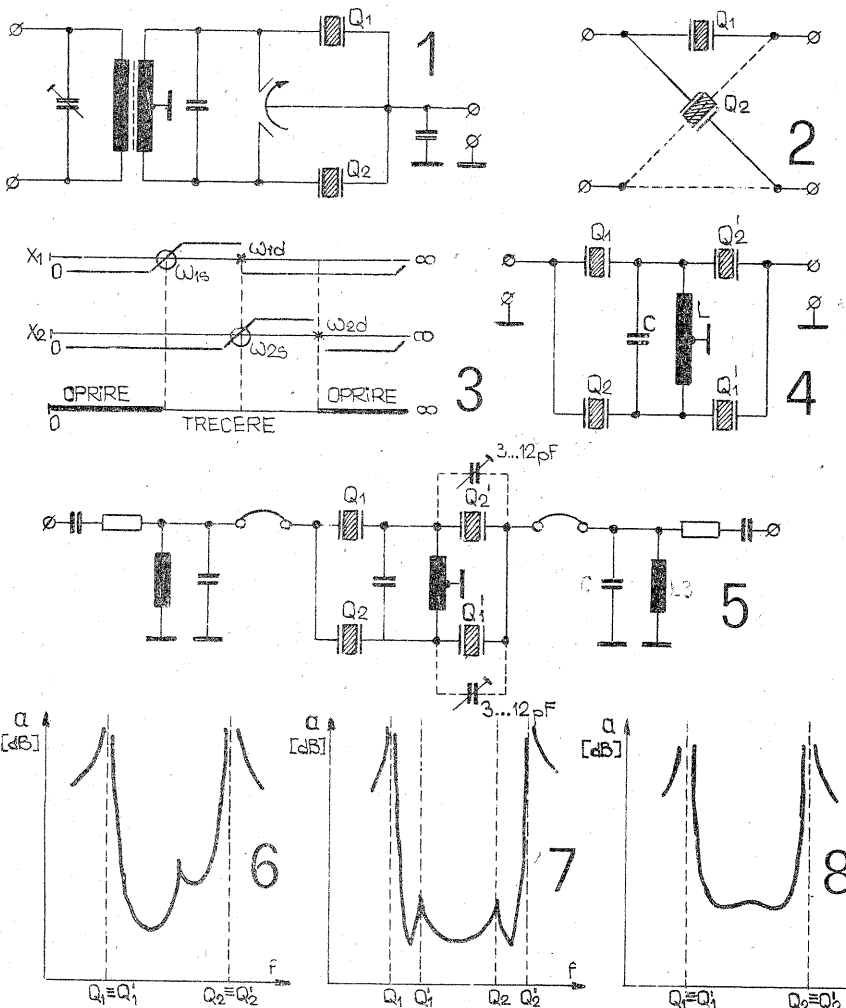 Q1
1
Q2
Q1
Q2
2
X1
0
ω1s
ω1d
∞
X2
0
ω2s
ω2d
∞
OPRIRE
OPRIRE
0
TRECERE
∞
3
Q1
Q2'
C
L
Q2
Q1'
4
3...12pF
Q1
Q2'
Q2
Q1'
C
L3
5
3...12pF
a
[dB]
6
f
Q1≡Q1'
Q2≡Q2'
a
[dB]
7
f
Q1
Q1'
Q2
Q2'
a
[dB]
8
Q1≡Q1'
Q2≡Q2'